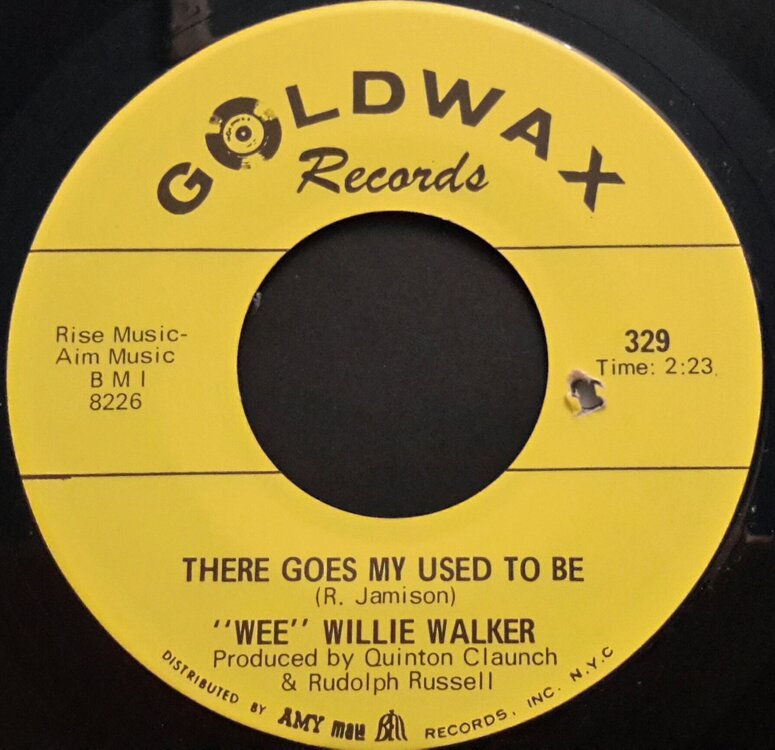 GOLDWAX
Records
Rise Music-
Aim Music
B M I
8226
329
Time: 2:23
THERE GOES MY USED TO BE
(R. Jamison)
"WEE" WILLIE WALKER
Produced by Quinton Claunch
& Rudolph Russell
DISTRIBUTED BY AMY mala Bell RECORDS, INC. N.Y.C